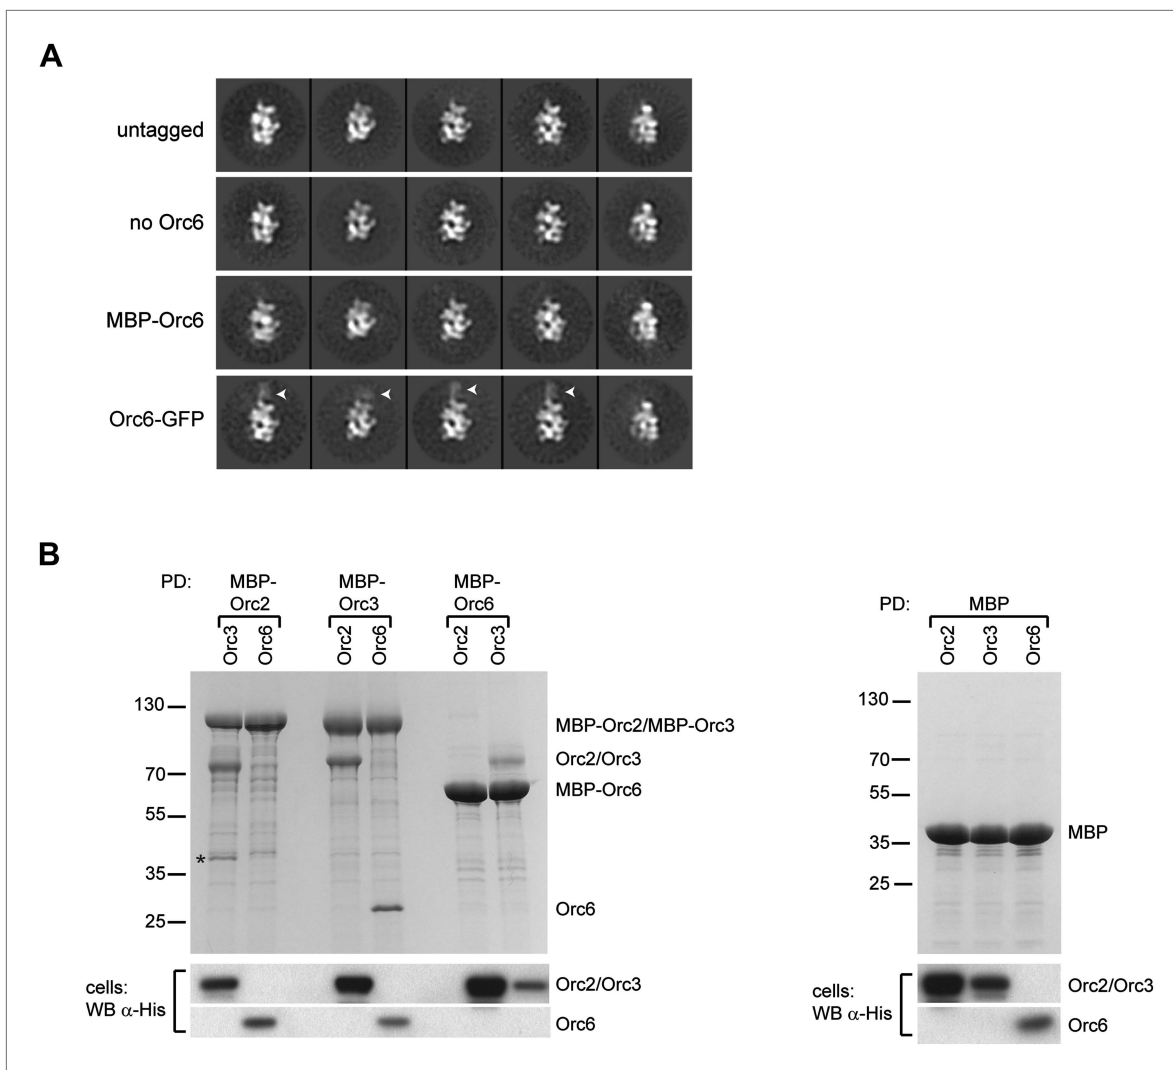 A
untagged
no Orc6
MBP-Orc6
Orc6-GFP
B
PD: MBP-Orc2 MBP-Orc3 MBP-Orc6
Orc3 Orc6 Orc2 Orc6 Orc2 Orc3
130
70
55
35
25
*
MBP-Orc2/MBP-Orc3
Orc2/Orc3
MBP-Orc6
Orc6
cells:
WB α-His
Orc2/Orc3
Orc6
PD: MBP
Orc2 Orc3 Orc6
130
70
55
35
25
MBP
cells:
WB α-His
Orc2/Orc3
Orc6